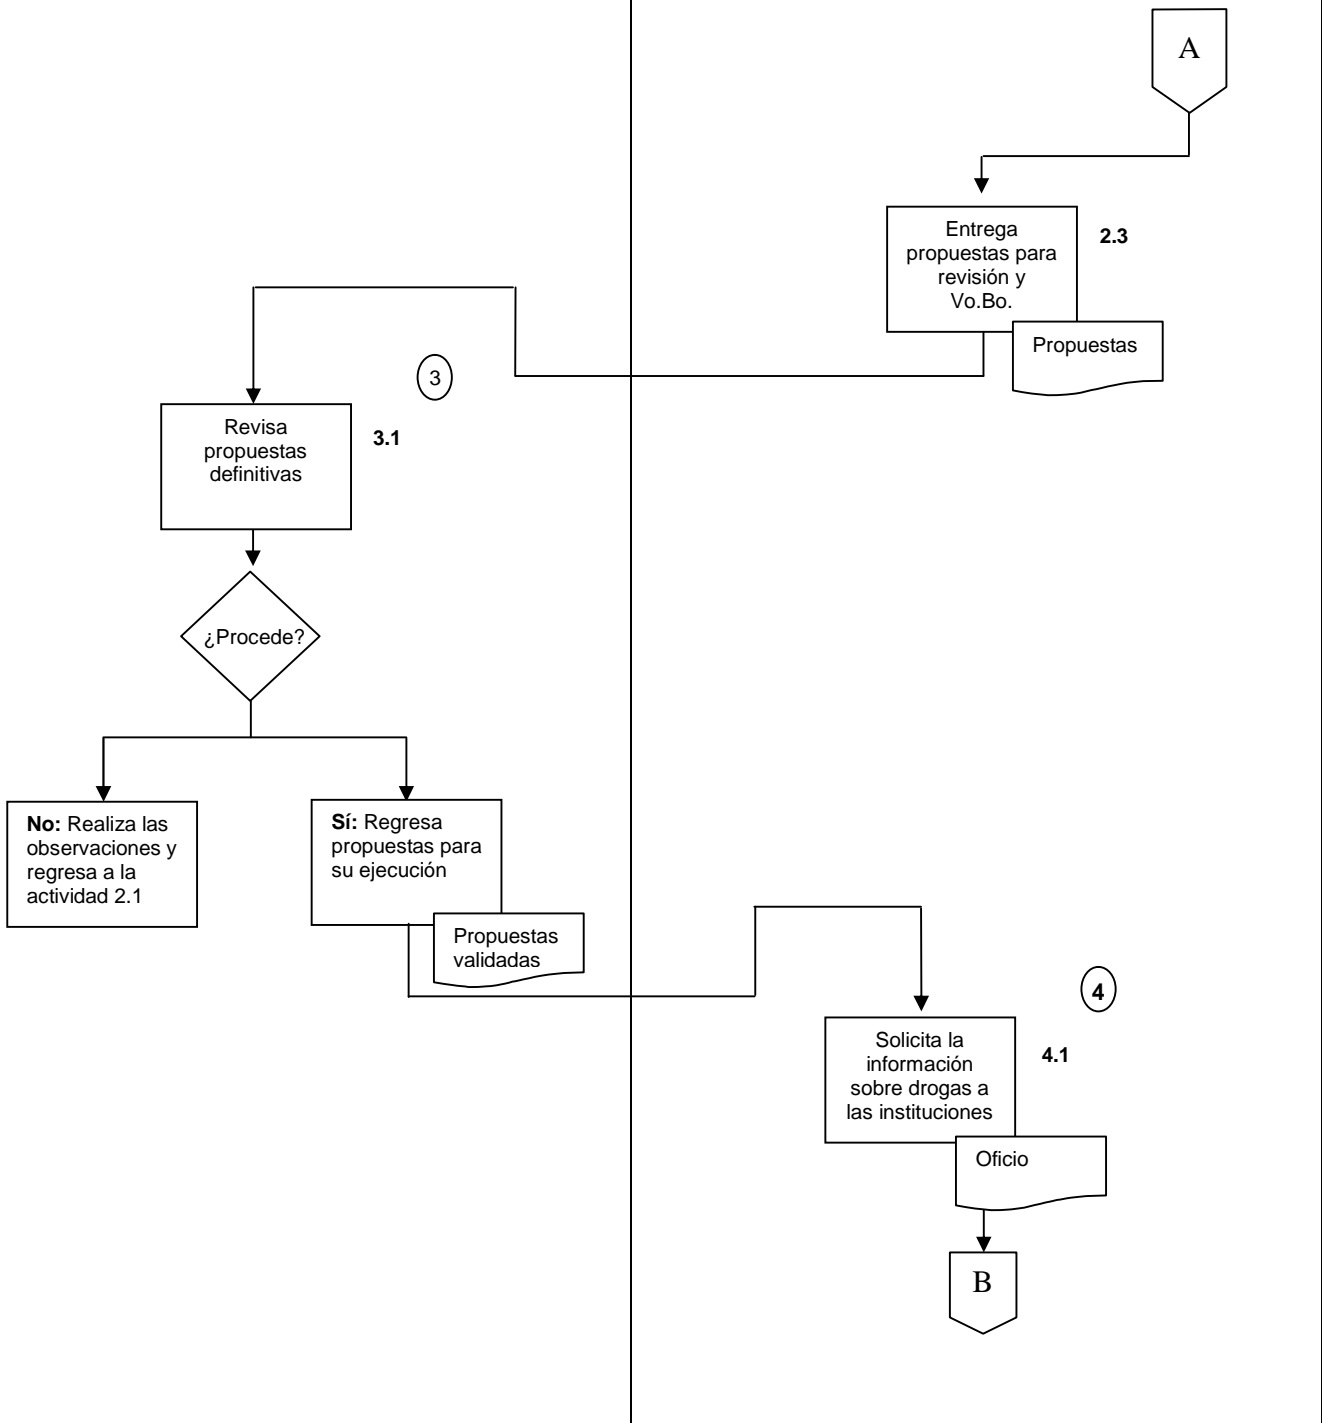 A
Entrega
propuestas para
revisión y
Vo.Bo.
2.3
Propuestas
3
Revisa
propuestas
definitivas
3.1
¿Procede?
No: Realiza las
observaciones y
regresa a la
actividad 2.1
Sí: Regresa
propuestas para
su ejecución
Propuestas
validadas
4
Solicita la
información
sobre drogas a
las instituciones
4.1
Oficio
B